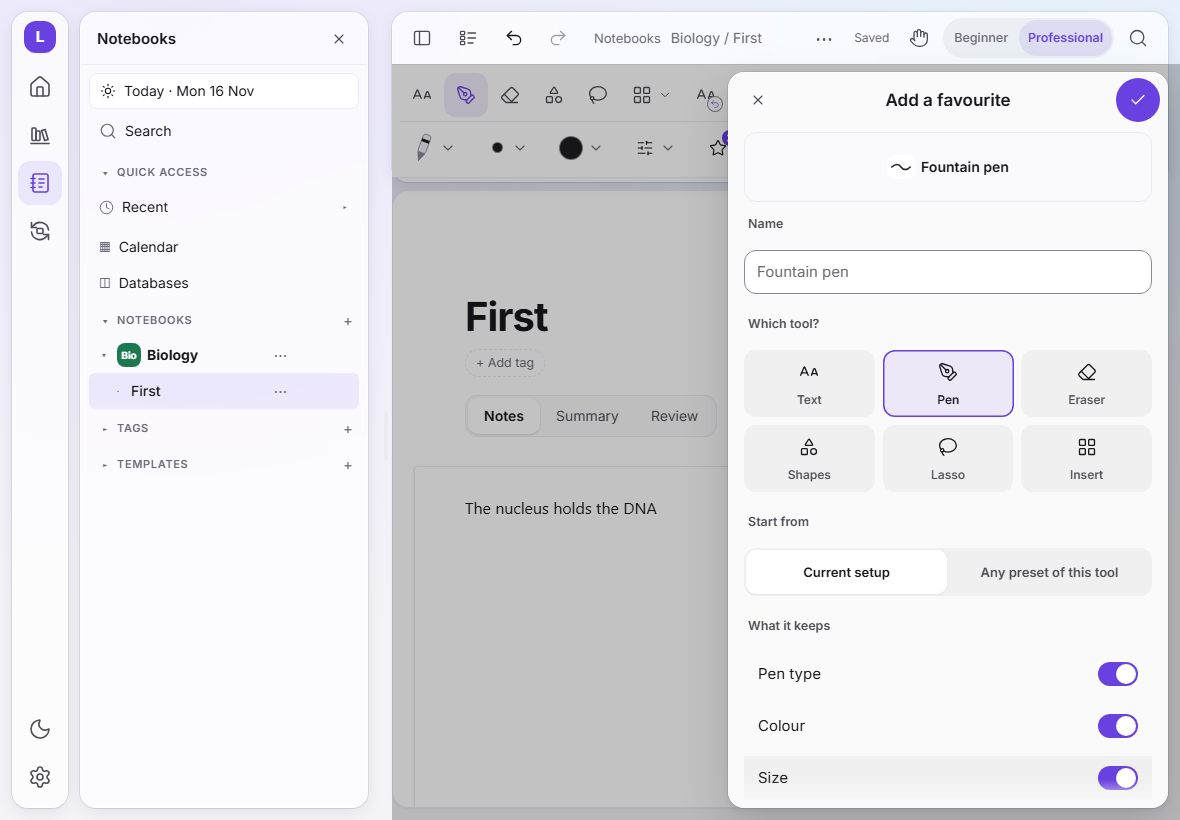 L
Notebooks
Today · Mon 16 Nov
Search
QUICK ACCESS
Recent
Calendar
Databases
NOTEBOOKS
Bio Biology
First
TAGS
TEMPLATES
Notebooks Biology / First
Saved
Beginner Professional
AA
AA
First
+ Add tag
Notes Summary Review
The nucleus holds the DNA
Add a favourite
Fountain pen
Name
Fountain pen
Which tool?
AA
Text Pen Eraser
Shapes Lasso Insert
Start from
Current setup Any preset of this tool
What it keeps
Pen type
Colour
Size